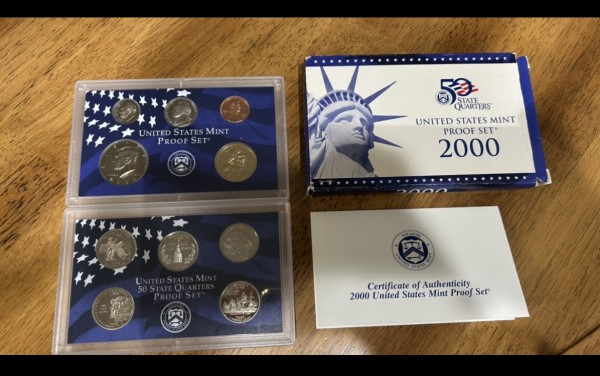 UNITED STATES MINT
PROOF SET®
50
STATE QUARTERS®
UNITED STATES MINT
PROOF SET®
2000
UNITED STATES MINT
50 STATE QUARTERS
PROOF SET™
Certificate of Authenticity
2000 United States Mint Proof Set®
2000